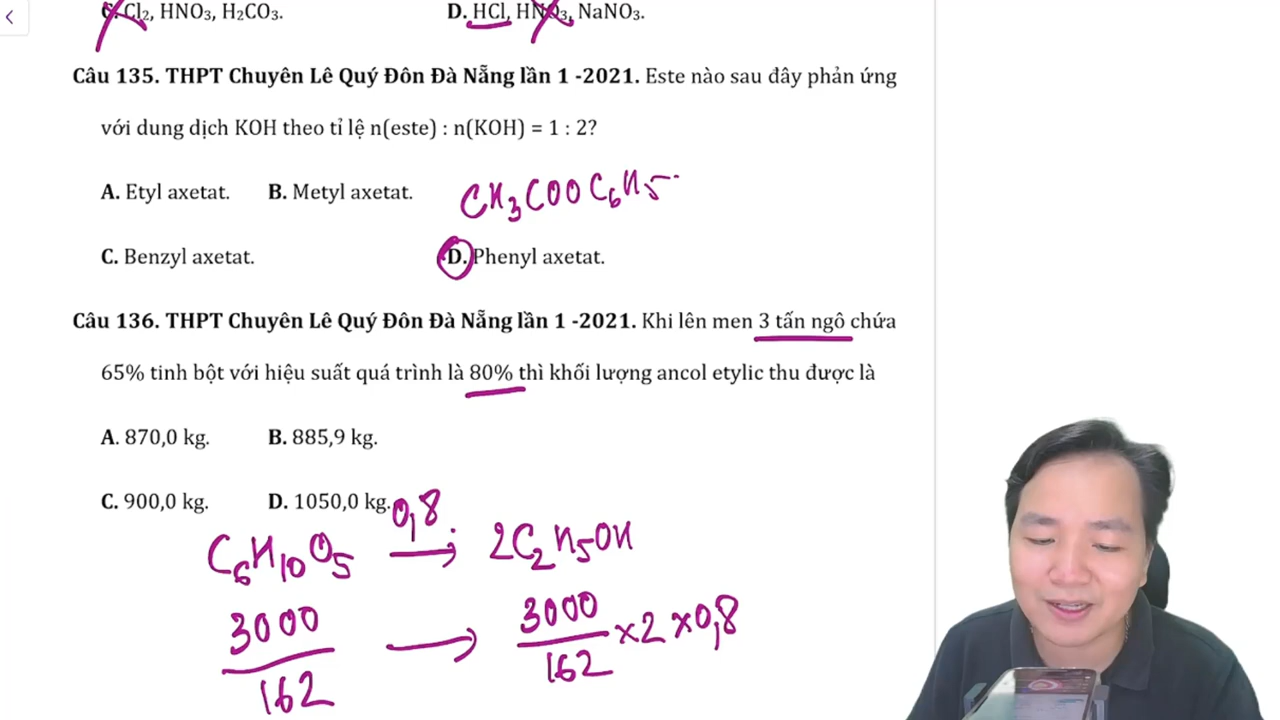 C. Cl₂, HNO₃, H₂CO₃.
D. HCl, HNO₃, NaNO₃.
Câu 135. THPT Chuyên Lê Quý Đôn Đà Nẵng lần 1 -2021. Este nào sau đây phản ứng
với dung dịch KOH theo tỉ lệ n(este) : n(KOH) = 1 : 2?
A. Etyl axetat. B. Metyl axetat.
CH₃COOC₆H₅
C. Benzyl axetat. D. Phenyl axetat.
Câu 136. THPT Chuyên Lê Quý Đôn Đà Nẵng lần 1 -2021. Khi lên men 3 tấn ngô chứa
65% tinh bột với hiệu suất quá trình là 80% thì khối lượng ancol etylic thu được là
A. 870,0 kg. B. 885,9 kg.
C. 900,0 kg. D. 1050,0 kg.
0,8
C₆H₁₀O₅ → 2C₂H₅OH
3000/162 → 3000/162 ×2 ×0,8